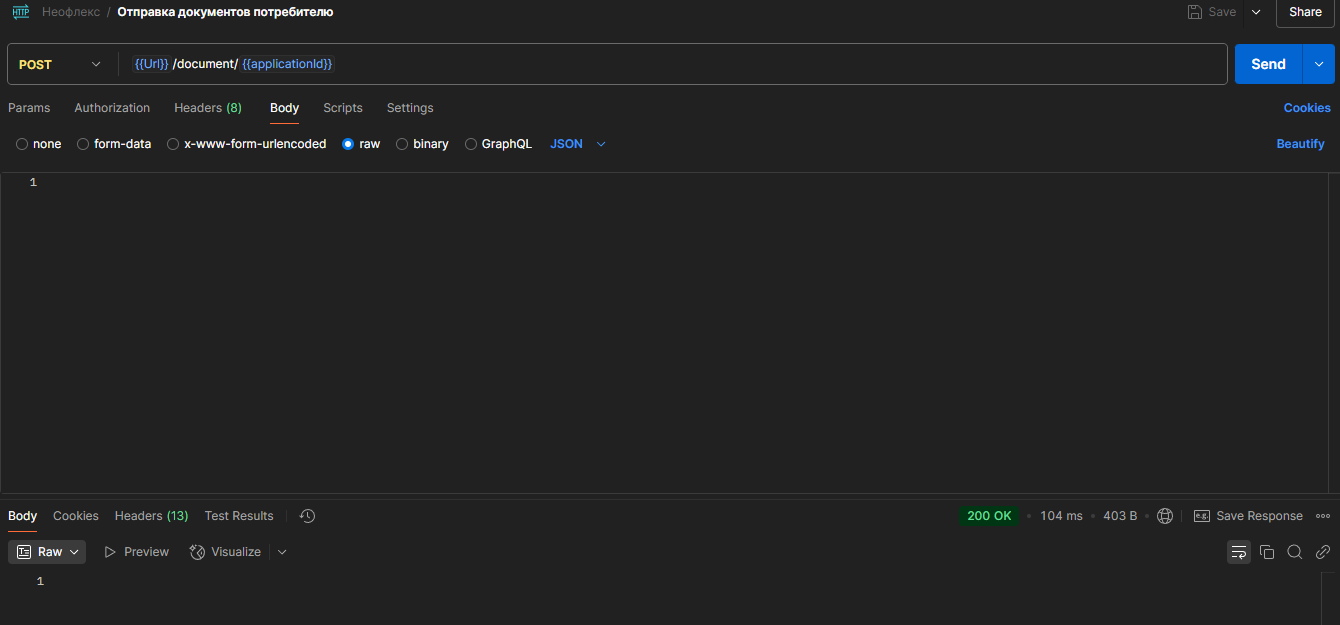 HTTP Неофлекс / Отправка документов потребителю Save Share
POST {{Url}} /document/ {{applicationId}} Send
Params Authorization Headers (8) Body Scripts Settings Cookies
none form-data x-www-form-urlencoded raw binary GraphQL JSON Beautify
1
Body Cookies Headers (13) Test Results 200 OK • 104 ms • 403 B • e.g. Save Response
Raw Preview Visualize
1